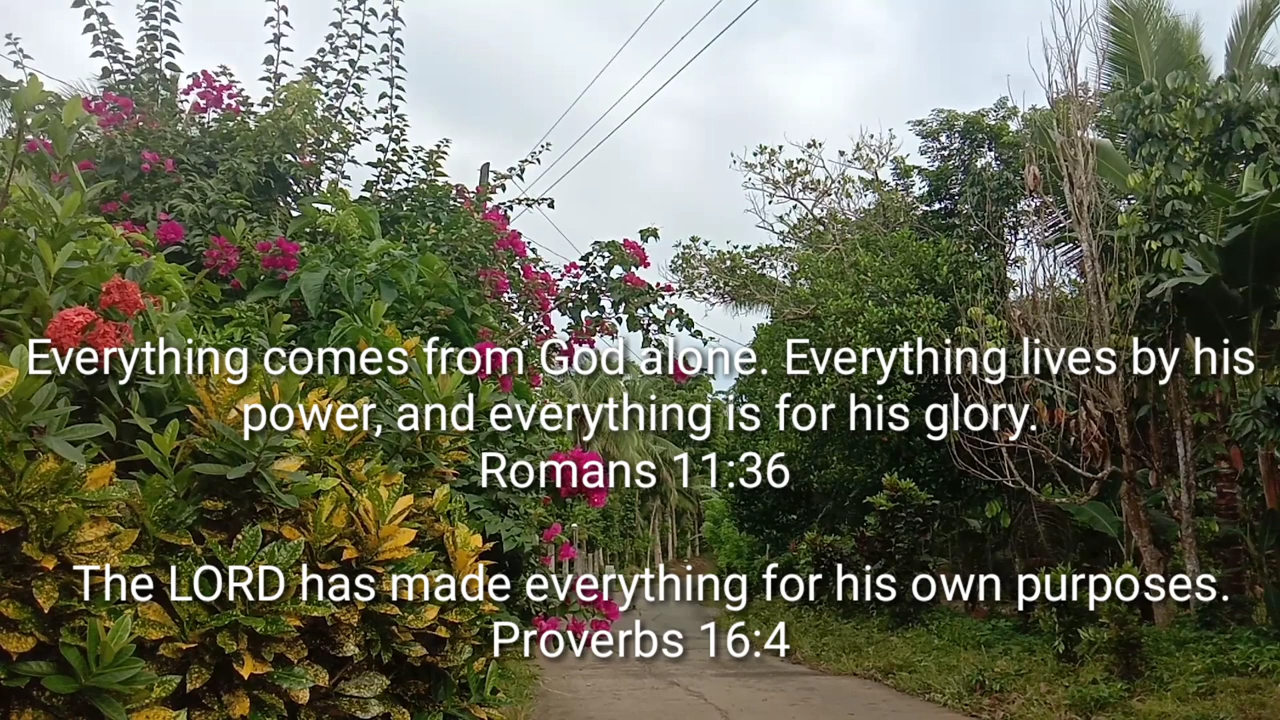 Everything comes from God alone. Everything lives by his
power, and everything is for his glory.
Romans 11:36
The LORD has made everything for his own purposes.
Proverbs 16:4